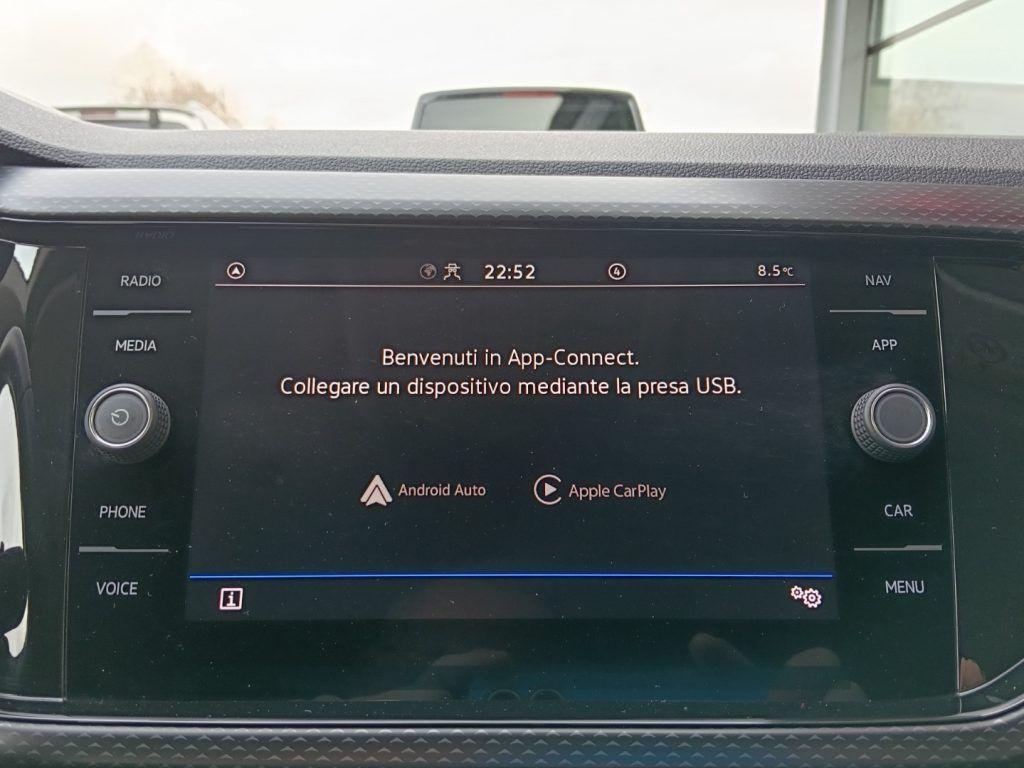 RADIO
MEDIA
PHONE
VOICE
22:52
4
8.5°C
Benvenuti in App-Connect.
Collegare un dispositivo mediante la presa USB.
Android Auto
Apple CarPlay
i
NAV
APP
CAR
MENU